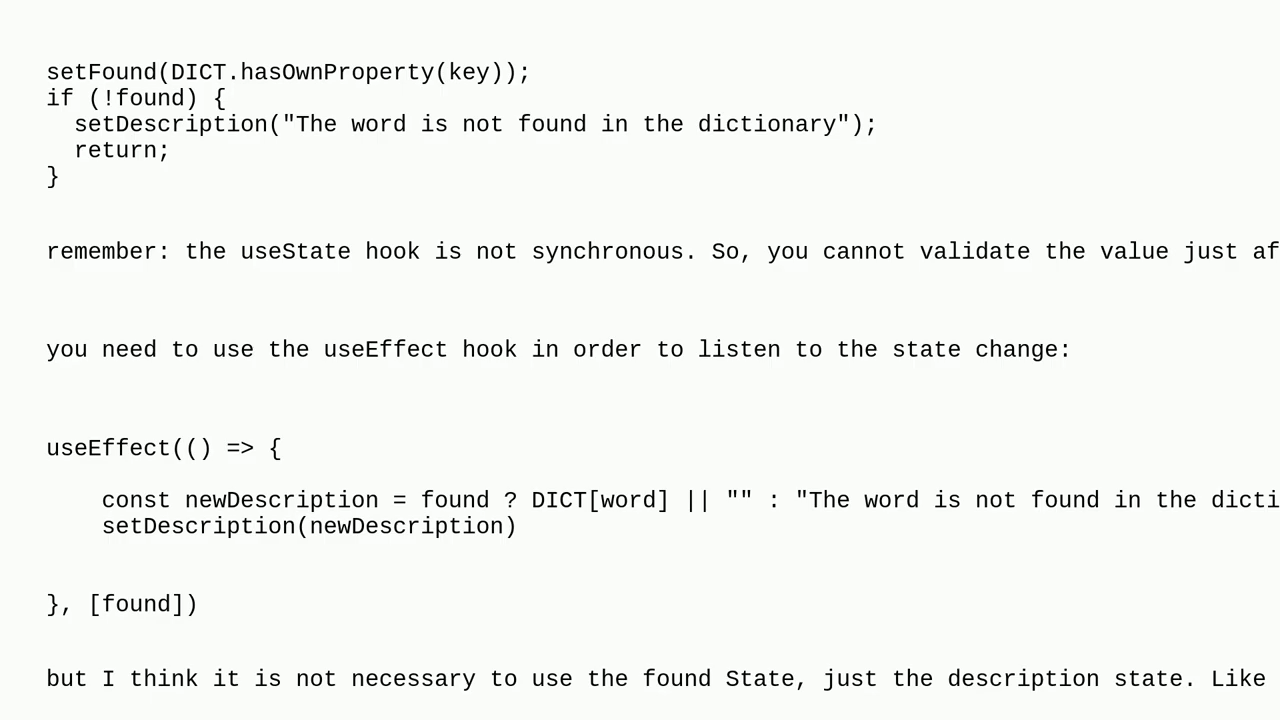 setFound(DICT.hasOwnProperty(key));
if (!found) {
  setDescription("The word is not found in the dictionary");
  return;
}
remember: the useState hook is not synchronous. So, you cannot validate the value just
you need to use the useEffect hook in order to listen to the state change:
useEffect(() => {
    const newDescription = found ? DICT[word] || "" : "The word is not found in the
    setDescription(newDescription)
}, [found])
but I think it is not necessary to use the found State, just the description state. Like